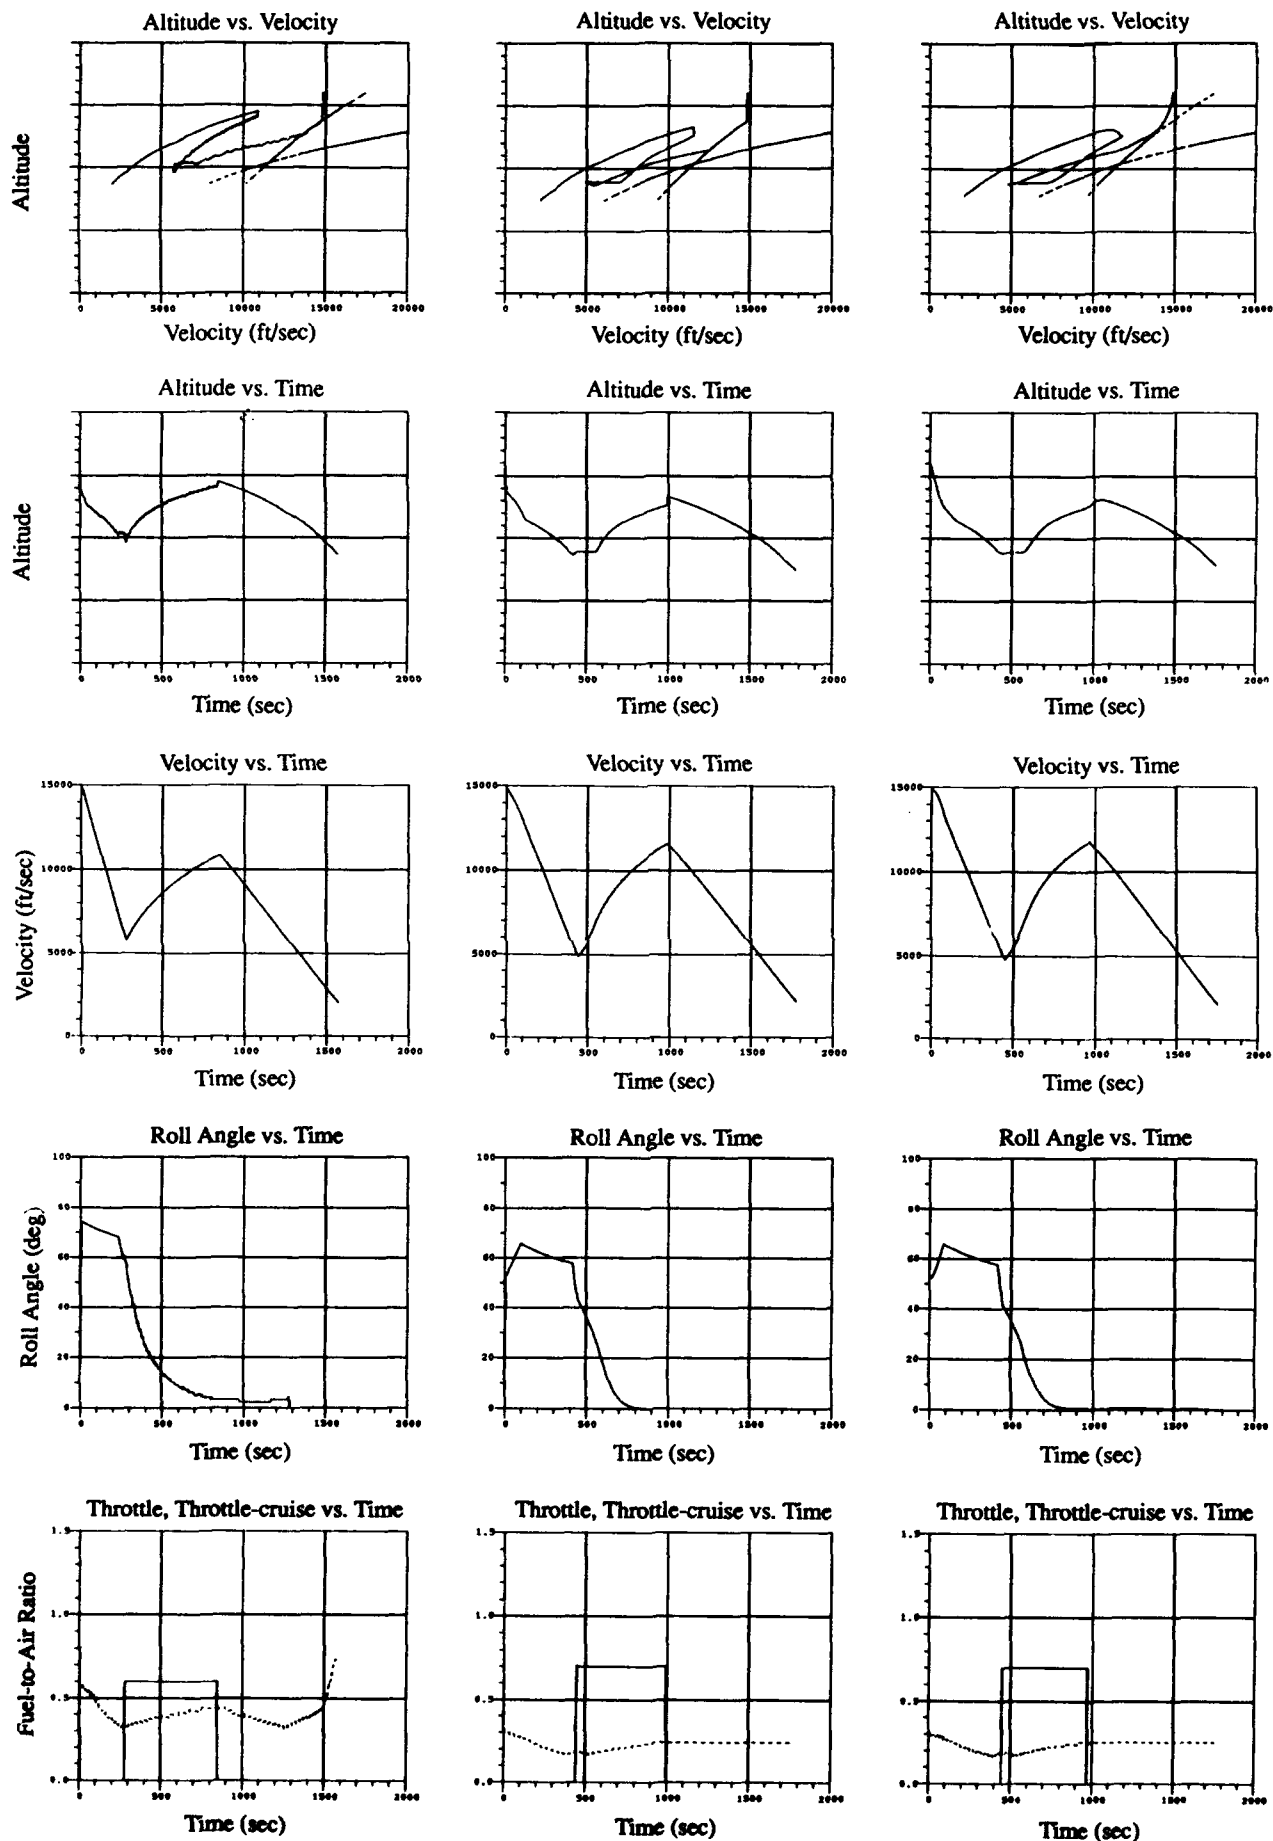 Altitude vs. Velocity
Altitude vs. Velocity
Altitude vs. Velocity
Altitude
0 5000 10000 15000 20000
0 5000 10000 15000 20000
0 5000 10000 15000 20000
Velocity (ft/sec)
Velocity (ft/sec)
Velocity (ft/sec)
Altitude vs. Time
Altitude vs. Time
Altitude vs. Time
Altitude
0 500 1000 1500 2000
0 500 1000 1500 2000
0 500 1000 1500
Time (sec)
Time (sec)
Time (sec)
Velocity vs. Time
Velocity vs. Time
Velocity vs. Time
Velocity (ft/sec)
15000
10000
5000
0
15000
10000
5000
0
15000
10000
5000
0
0 500 1000 1500 2000
0 500 1000 1500 2000
0 500 1000 1500 2000
Time (sec)
Time (sec)
Time (sec)
Roll Angle vs. Time
Roll Angle vs. Time
Roll Angle vs. Time
Roll Angle (deg)
100
80
60
40
20
0
100
80
60
40
20
0
100
80
60
40
20
0
0 500 1000 1500 2000
0 500 1000 1500 2000
0 500 1000 1500 2000
Time (sec)
Time (sec)
Time (sec)
Throttle, Throttle-cruise vs. Time
Throttle, Throttle-cruise vs. Time
Throttle, Throttle-cruise vs. Time
Fuel-to-Air Ratio
1.5
1.0
0.5
0.0
1.5
1.0
0.5
0.0
1.5
1.0
0.5
0.0
0 500 1000 1500 2000
0 500 1000 1500 2000
0 500 1000 1500 2000
Time (sec)
Time (sec)
Time (sec)